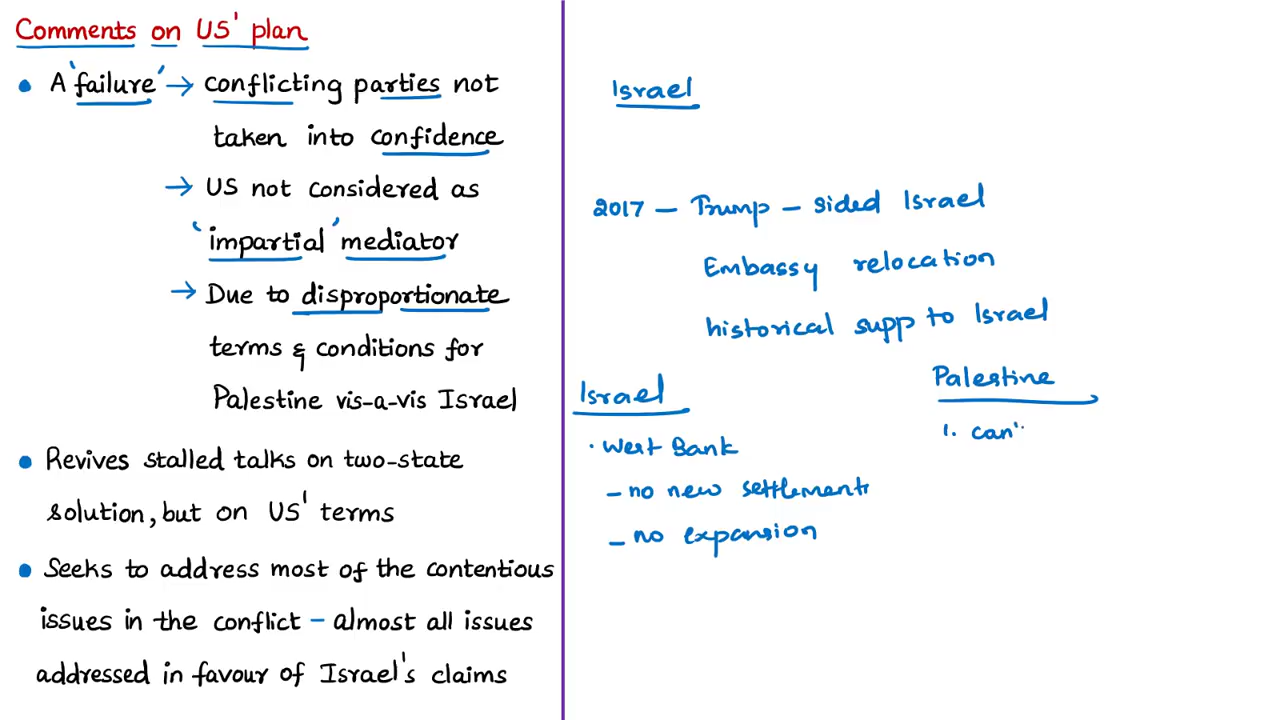 Comments on US' plan
• A 'failure' → conflicting parties not
taken into confidence
→ US not considered as
'impartial' mediator
→ Due to disproportionate
terms & conditions for
Palestine vis-a-vis Israel
• Revives stalled talks on two-state
solution, but on US' terms
• Seeks to address most of the contentious
issues in the conflict – almost all issues
addressed in favour of Israel's claims
Israel
2017 – Trump – sided Israel
Embassy relocation
historical supp to Israel
Israel
· West Bank
– no new settlements
– no expansion
Palestine
1. can'